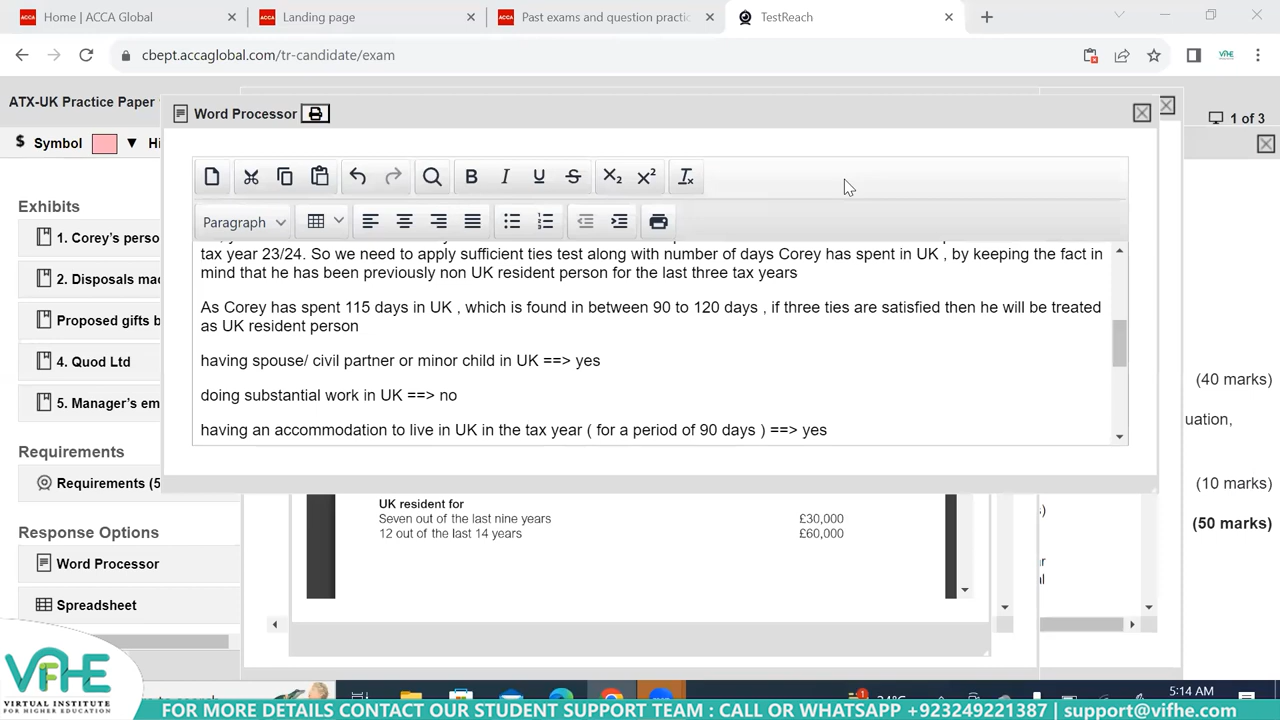 Home | ACCA Global
Landing page
Past exams and question practic
TestReach
cbept.accaglobal.com/tr-candidate/exam
ATX-UK Practice Paper
Word Processor
1 of 3
$ Symbol
Hi
Paragraph
Exhibits
1. Corey's perso
2. Disposals mad
Proposed gifts b
4. Quod Ltd
5. Manager's em
Requirements
Requirements (5
Response Options
Word Processor
Spreadsheet
tax year 23/24. So we need to apply sufficient ties test along with number of days Corey has spent in UK , by keeping the fact in
mind that he has been previously non UK resident person for the last three tax years
As Corey has spent 115 days in UK , which is found in between 90 to 120 days , if three ties are satisfied then he will be treated
as UK resident person
having spouse/ civil partner or minor child in UK ==> yes
doing substantial work in UK ==> no
having an accommodation to live in UK in the tax year ( for a period of 90 days ) ==> yes
(40 marks)
uation,
(10 marks)
(50 marks)
UK resident for
Seven out of the last nine years £30,000
12 out of the last 14 years £60,000
5:14 AM
VIFHE
VIRTUAL INSTITUTE
FOR HIGHER EDUCATION
FOR MORE DETAILS CONTACT OUR STUDENT SUPPORT TEAM : CALL OR WHATSAPP +923249221387 | support@vifhe.com